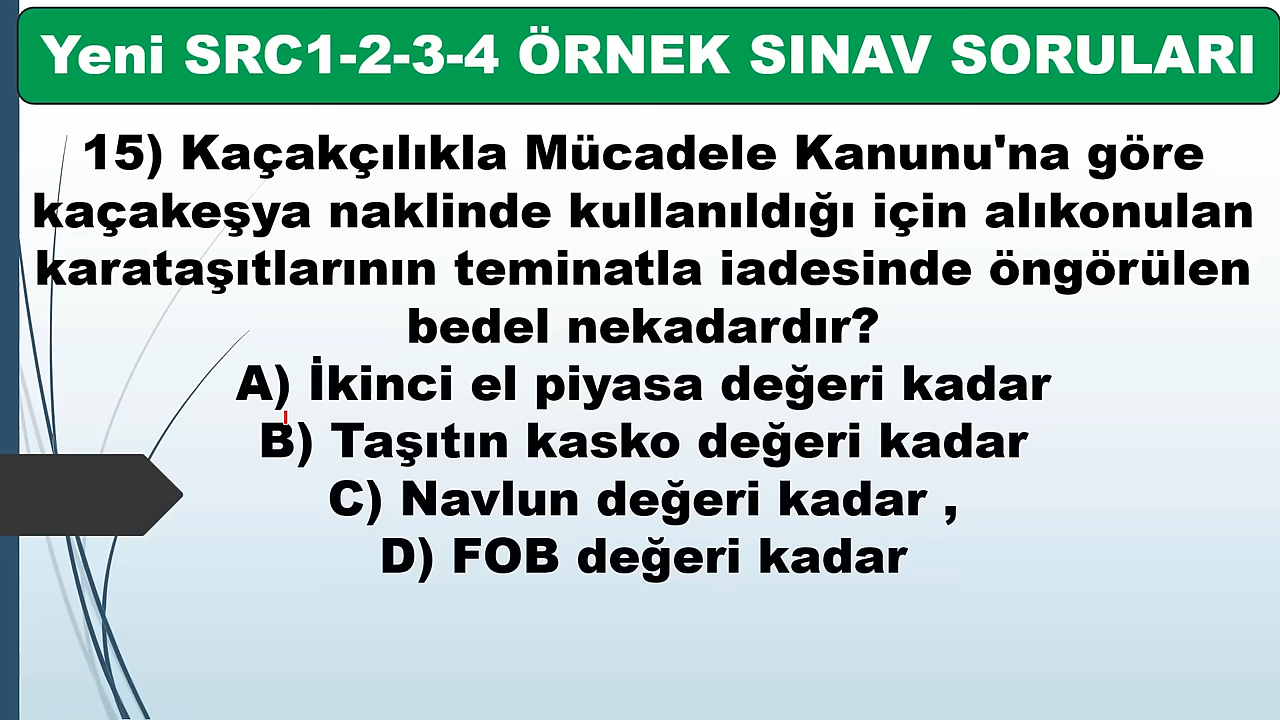 Yeni SRC1-2-3-4 ÖRNEK SINAV SORULARI
15) Kaçakçılıkla Mücadele Kanunu'na göre
kaçakeşya naklinde kullanıldığı için alıkonulan
karataşıtlarının teminatla iadesinde öngörülen
bedel nekadardır?
A) İkinci el piyasa değeri kadar
B) Taşıtın kasko değeri kadar
C) Navlun değeri kadar ,
D) FOB değeri kadar